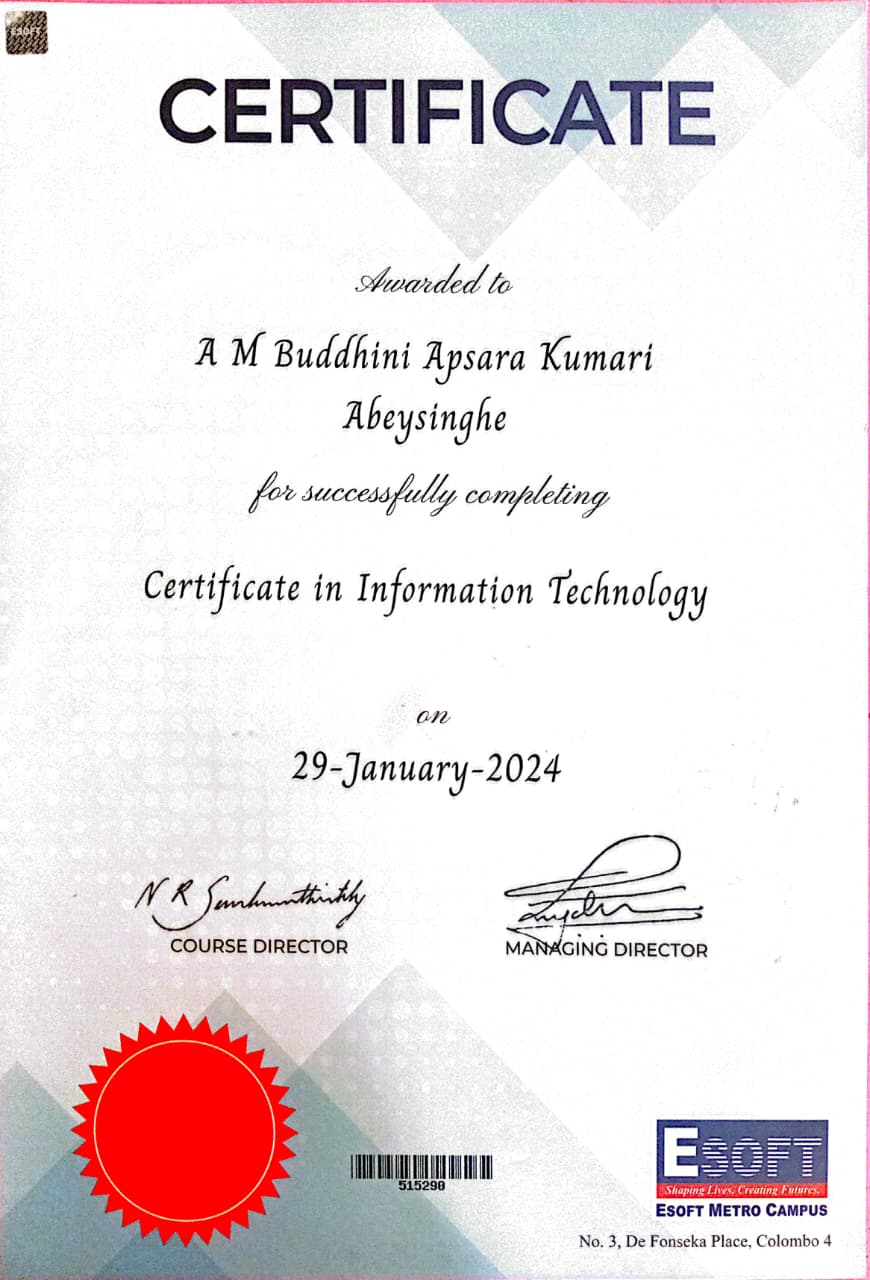 ESOFT
CERTIFICATE
Awarded to
A M Buddhini Apsara Kumari
Abeysinghe
for successfully completing
Certificate in Information Technology
on
29-January-2024
N R
COURSE DIRECTOR
MANAGING DIRECTOR
515290
ESOFT
Shaping Lives, Creating Futures.
ESOFT METRO CAMPUS
No. 3, De Fonseka Place, Colombo 4